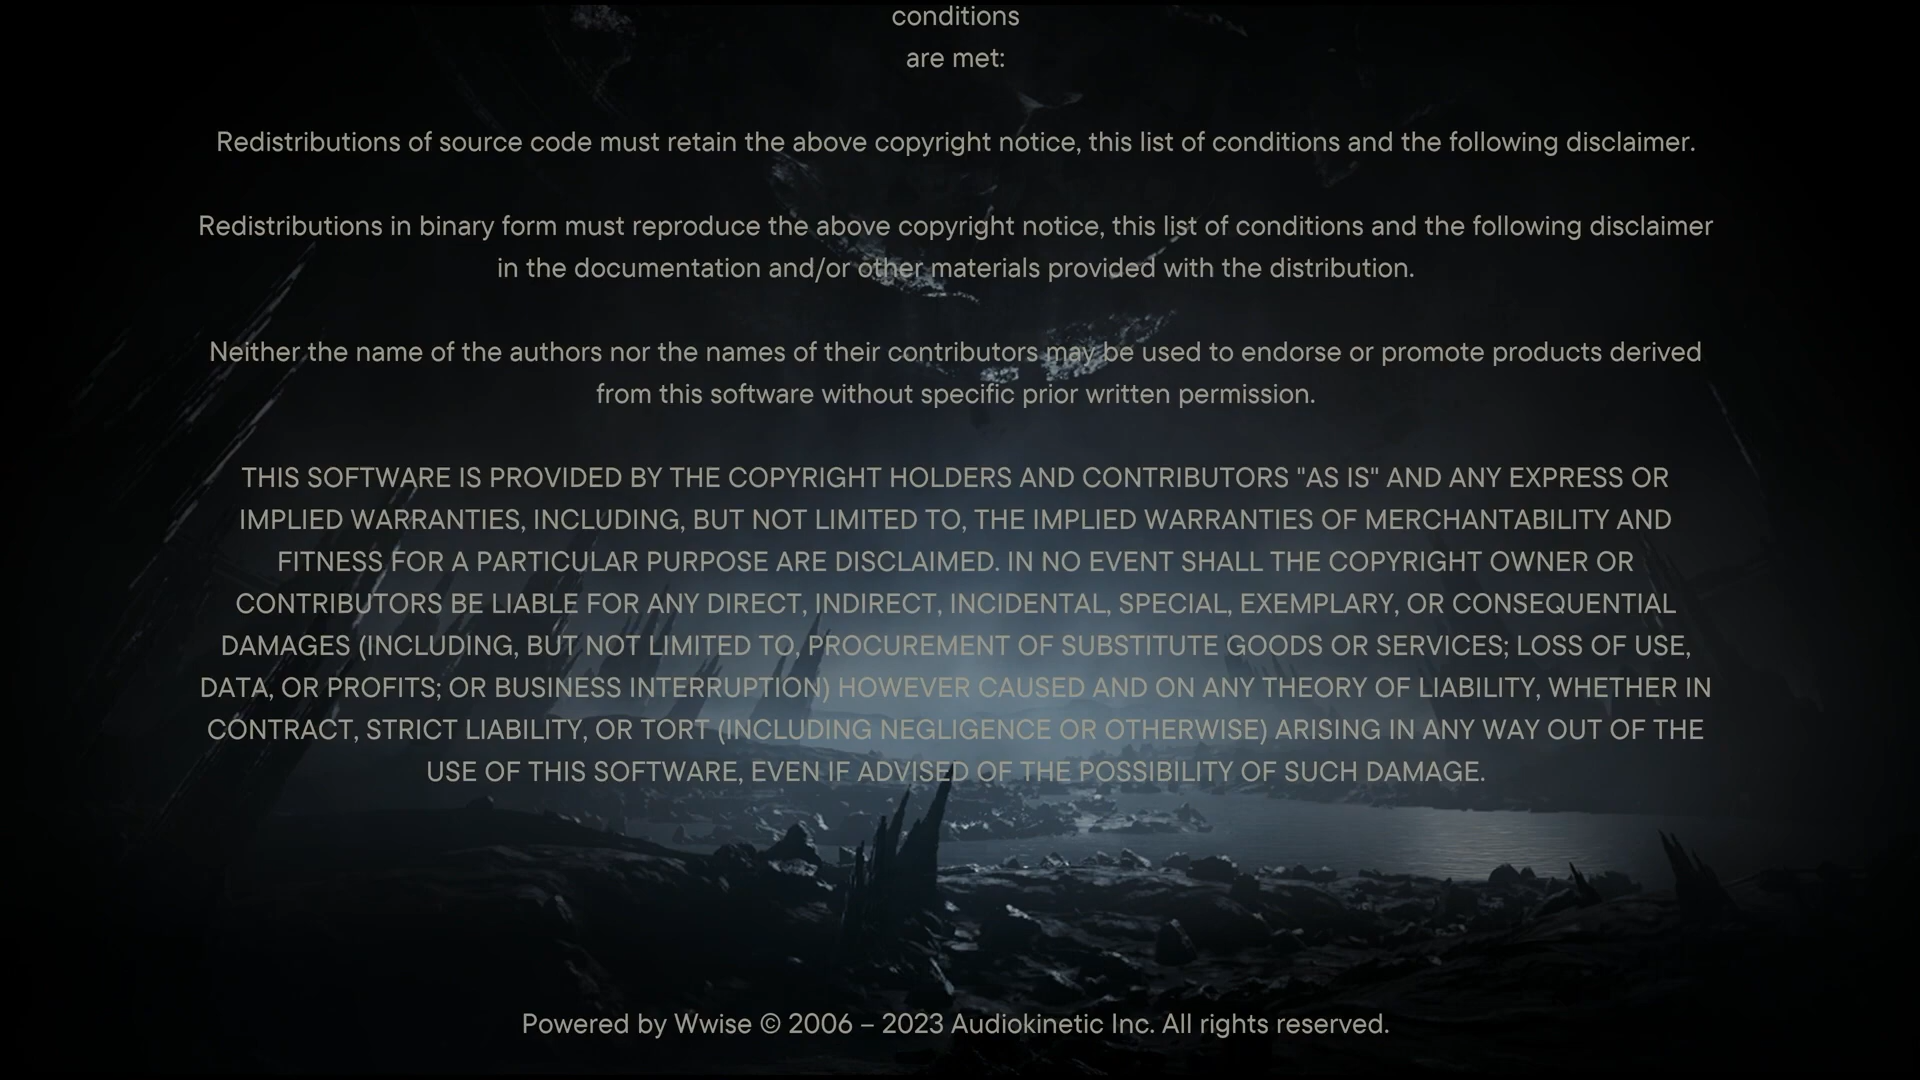 conditions
are met:
Redistributions of source code must retain the above copyright notice, this list of conditions and the following disclaimer.
Redistributions in binary form must reproduce the above copyright notice, this list of conditions and the following disclaimer
in the documentation and/or other materials provided with the distribution.
Neither the name of the authors nor the names of their contributors may be used to endorse or promote products derived
from this software without specific prior written permission.
THIS SOFTWARE IS PROVIDED BY THE COPYRIGHT HOLDERS AND CONTRIBUTORS "AS IS" AND ANY EXPRESS OR
IMPLIED WARRANTIES, INCLUDING, BUT NOT LIMITED TO, THE IMPLIED WARRANTIES OF MERCHANTABILITY AND
FITNESS FOR A PARTICULAR PURPOSE ARE DISCLAIMED. IN NO EVENT SHALL THE COPYRIGHT OWNER OR
CONTRIBUTORS BE LIABLE FOR ANY DIRECT, INDIRECT, INCIDENTAL, SPECIAL, EXEMPLARY, OR CONSEQUENTIAL
DAMAGES (INCLUDING, BUT NOT LIMITED TO, PROCUREMENT OF SUBSTITUTE GOODS OR SERVICES; LOSS OF USE,
DATA, OR PROFITS; OR BUSINESS INTERRUPTION) HOWEVER CAUSED AND ON ANY THEORY OF LIABILITY, WHETHER IN
CONTRACT, STRICT LIABILITY, OR TORT (INCLUDING NEGLIGENCE OR OTHERWISE) ARISING IN ANY WAY OUT OF THE
USE OF THIS SOFTWARE, EVEN IF ADVISED OF THE POSSIBILITY OF SUCH DAMAGE.
Powered by Wwise © 2006 – 2023 Audiokinetic Inc. All rights reserved.